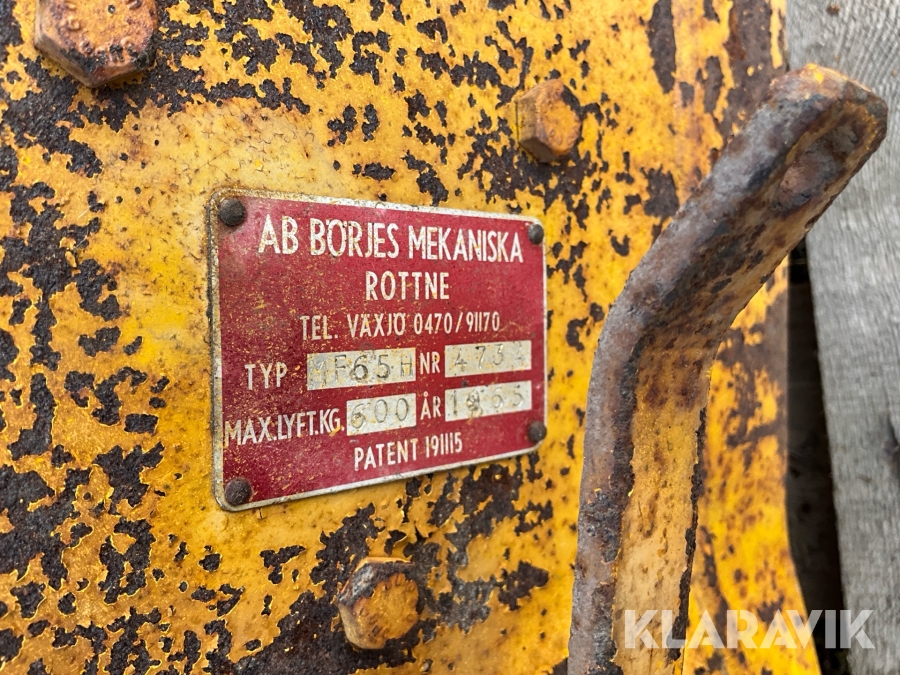 AB BÖRJES MEKANISKA
ROTTNE
TEL. VÄXJÖ 0470/91170
TYP MF65H NR 4734
MAX.LYFT.KG. 600 ÅR 1965
PATENT 191115
KLARAVIK